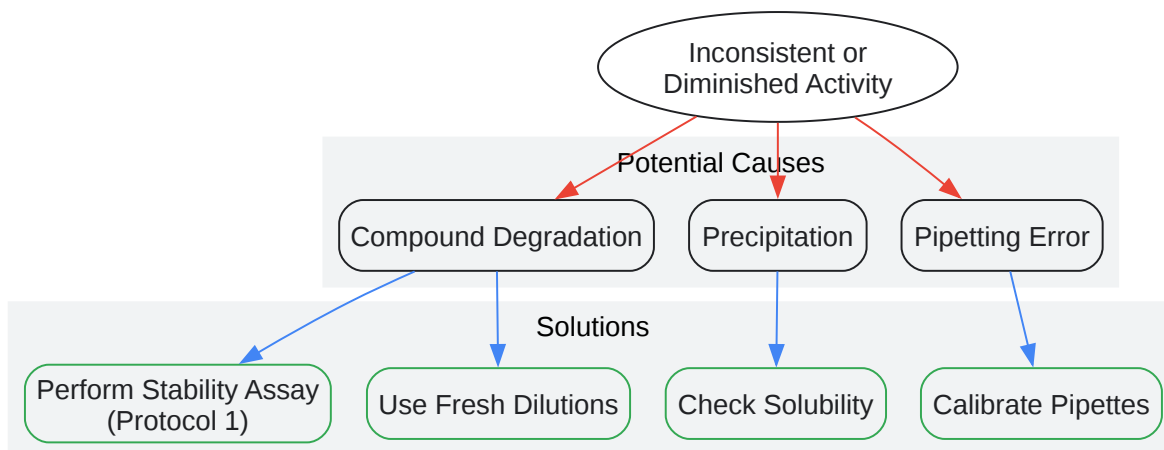 Inconsistent or
Diminished Activity
Potential Causes
Compound Degradation
Precipitation
Pipetting Error
Solutions
Perform Stability Assay
(Protocol 1)
Use Fresh Dilutions
Check Solubility
Calibrate Pipettes